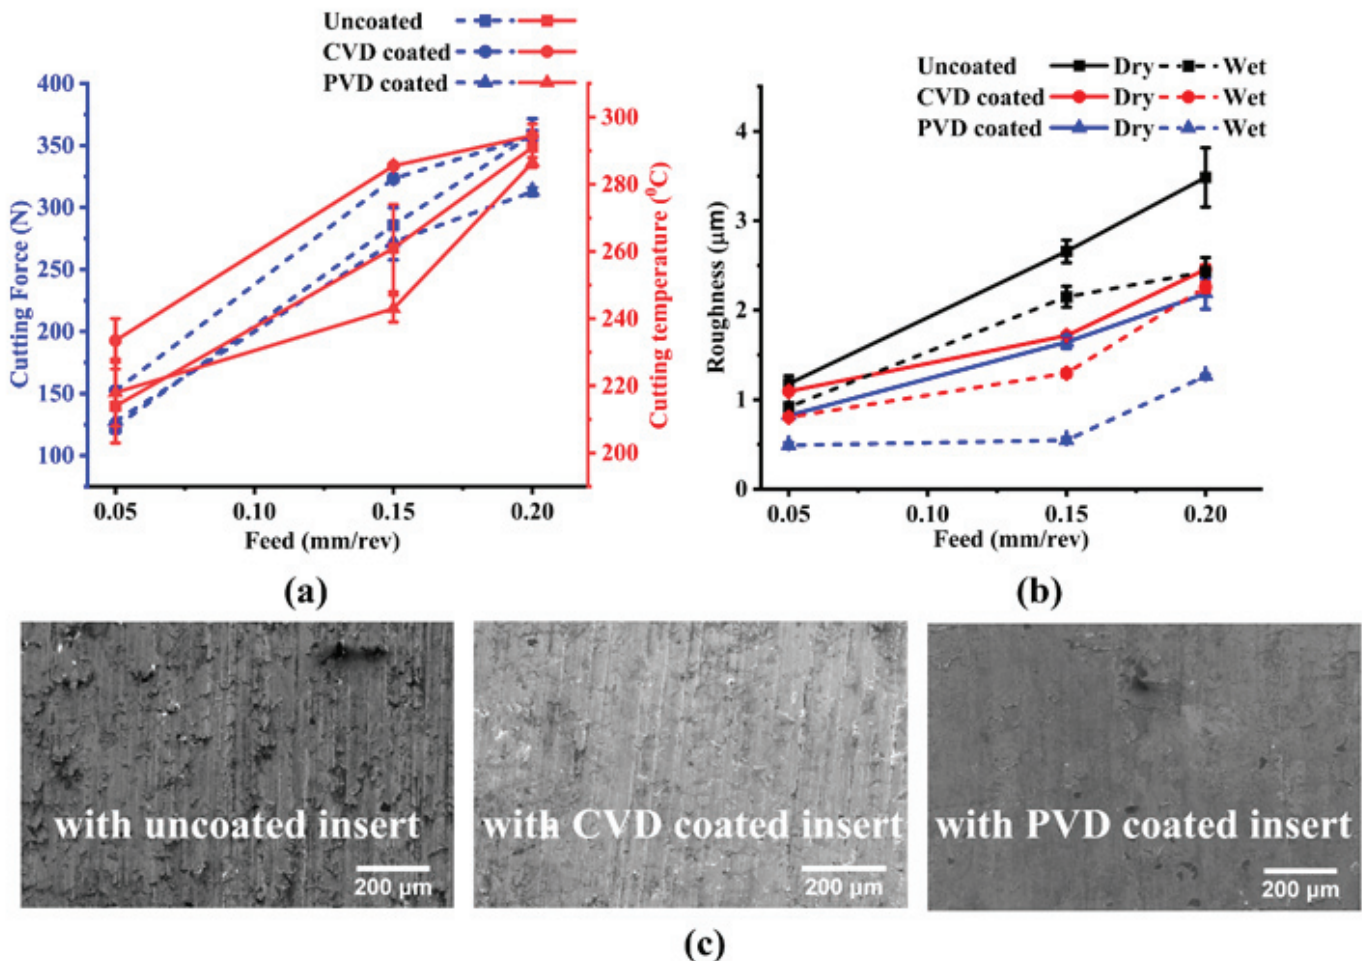 Uncoated
CVD coated
PVD coated
400
350
300
250
200
150
100
Cutting Force (N)
300
280
260
240
220
200
Cutting temperature (⁰C)
0.05 0.10 0.15 0.20
Feed (mm/rev)
(a)
Uncoated Dry Wet
CVD coated Dry Wet
PVD coated Dry Wet
4
3
2
1
0
Roughness (μm)
0.05 0.10 0.15 0.20
Feed (mm/rev)
(b)
with uncoated insert
200 μm
with CVD coated insert
200 μm
with PVD coated insert
200 μm
(c)